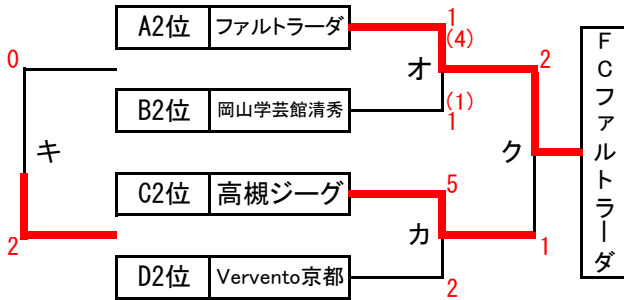 A2位 ファルトラーダ 1
(4)
0 オ 2
B2位 岡山学芸館清秀 (1)
1
キ ク
C2位 高槻ジーグ 5
2 カ 1
D2位 Vervento京都 2
FCファルトラーダ